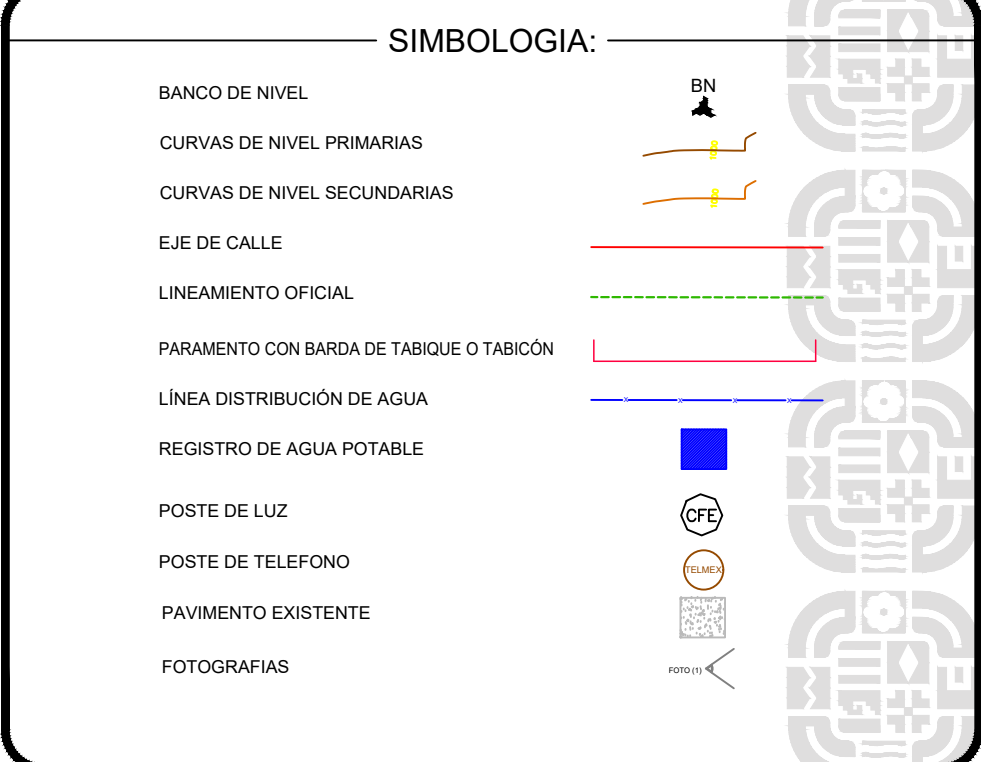 SIMBOLOGIA:
BANCO DE NIVEL
BN
CURVAS DE NIVEL PRIMARIAS
CURVAS DE NIVEL SECUNDARIAS
EJE DE CALLE
LINEAMIENTO OFICIAL
PARAMENTO CON BARDA DE TABIQUE O TABICÓN
LÍNEA DISTRIBUCIÓN DE AGUA
x x x x
REGISTRO DE AGUA POTABLE
POSTE DE LUZ
CFE
POSTE DE TELEFONO
TELMEX
PAVIMENTO EXISTENTE
FOTOGRAFIAS
FOTO (1)